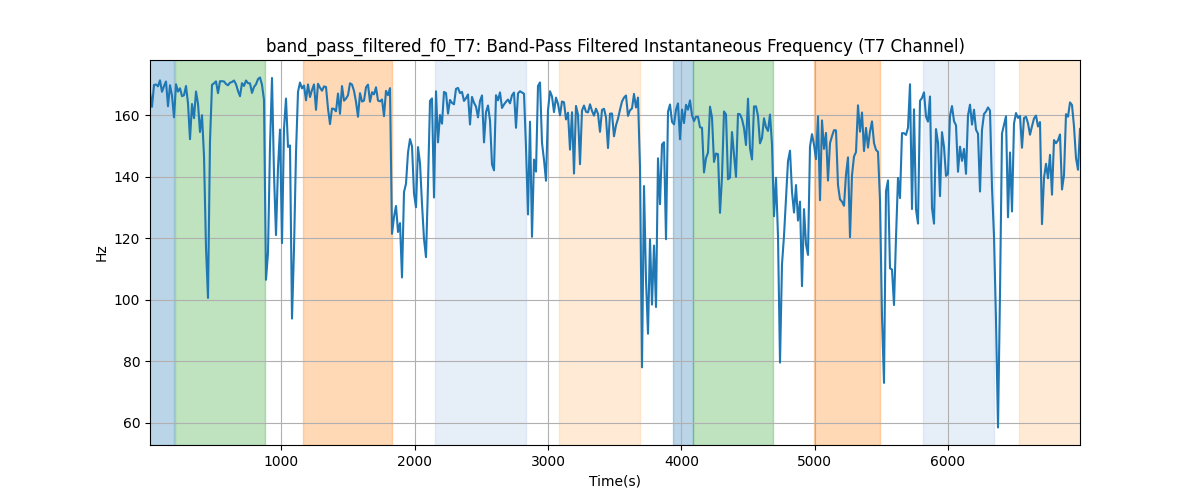 band_pass_filtered_f0_T7: Band-Pass Filtered Instantaneous Frequency (T7 Channel)
160
140
120
100
80
60
Hz
1000 2000 3000 4000 5000 6000
Time(s)